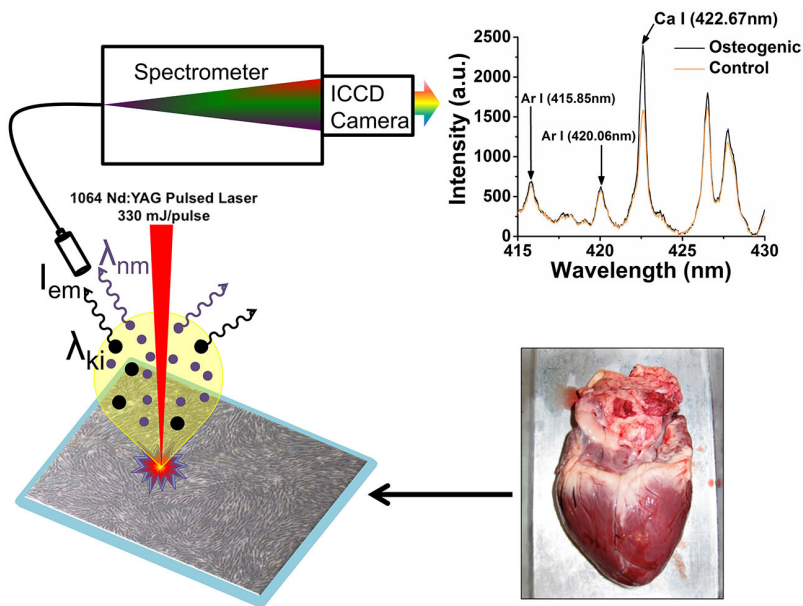 Spectrometer
ICCD
Camera
1064 Nd:YAG Pulsed Laser
330 mJ/pulse
λnm
Iem
λki
Ca I (422.67nm)
Osteogenic
Control
Ar I (415.85nm)
Ar I (420.06nm)
Intensity (a.u.)
2500
2000
1500
1000
500
0
415 420 425 430
Wavelength (nm)